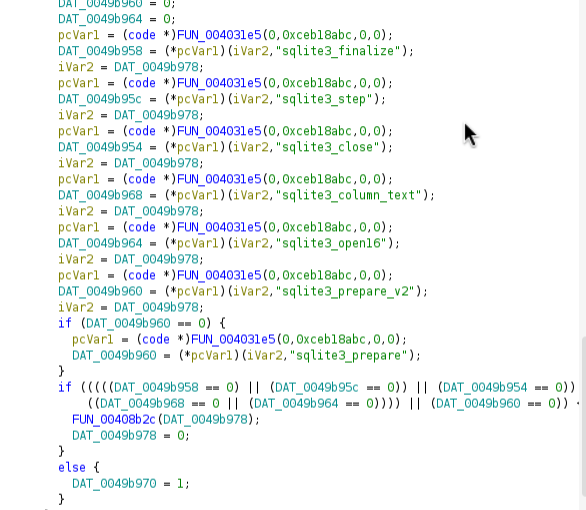 DAT_0049b960 = 0;
DAT_0049b964 = 0;
pcVar1 = (code *)FUN_004031e5(0,0xceb18abc,0,0);
DAT_0049b958 = (*pcVar1)(iVar2,"sqlite3_finalize");
iVar2 = DAT_0049b978;
pcVar1 = (code *)FUN_004031e5(0,0xceb18abc,0,0);
DAT_0049b95c = (*pcVar1)(iVar2,"sqlite3_step");
iVar2 = DAT_0049b978;
pcVar1 = (code *)FUN_004031e5(0,0xceb18abc,0,0);
DAT_0049b954 = (*pcVar1)(iVar2,"sqlite3_close");
iVar2 = DAT_0049b978;
pcVar1 = (code *)FUN_004031e5(0,0xceb18abc,0,0);
DAT_0049b968 = (*pcVar1)(iVar2,"sqlite3_column_text");
iVar2 = DAT_0049b978;
pcVar1 = (code *)FUN_004031e5(0,0xceb18abc,0,0);
DAT_0049b964 = (*pcVar1)(iVar2,"sqlite3_open16");
iVar2 = DAT_0049b978;
pcVar1 = (code *)FUN_004031e5(0,0xceb18abc,0,0);
DAT_0049b960 = (*pcVar1)(iVar2,"sqlite3_prepare_v2");
iVar2 = DAT_0049b978;
if (DAT_0049b960 == 0) {
pcVar1 = (code *)FUN_004031e5(0,0xceb18abc,0,0);
DAT_0049b960 = (*pcVar1)(iVar2,"sqlite3_prepare");
}
if (((((DAT_0049b958 == 0) || (DAT_0049b95c == 0)) || (DAT_0049b954 == 0))
((DAT_0049b968 == 0 || (DAT_0049b964 == 0)))) || (DAT_0049b960 == 0))
FUN_00408b2c(DAT_0049b978);
DAT_0049b978 = 0;
}
else {
DAT_0049b970 = 1;
}